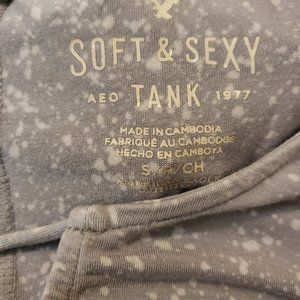 SOFT & SEXY
AEO TANK 1977
MADE IN CAMBODIA
FABRIQUÉ AU CAMBODGE
HECHO EN CAMBOYA
S/P/CH